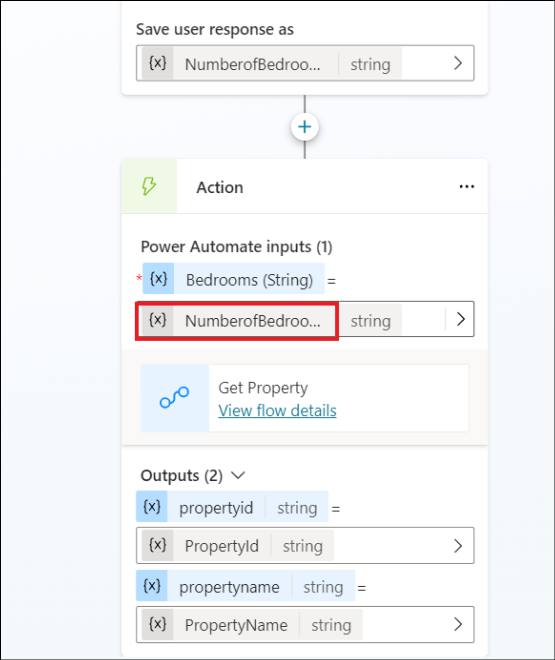 Save user response as
{x} NumberofBedroo... string
Action
Power Automate inputs (1)
* {x} Bedrooms (String) =
{x} NumberofBedroo... string
Get Property
View flow details
Outputs (2)
{x} propertyid string =
{x} PropertyId string
{x} propertyname string =
{x} PropertyName string